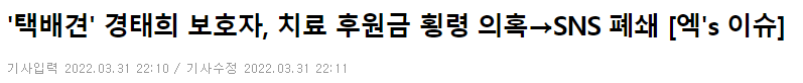 '택배견' 경태희 보호자, 치료 후원금 횡령 의혹→SNS 폐쇄 [엑's 이슈]
기사입력 2022.03.31 22:10 / 기사수정 2022.03.31 22:11